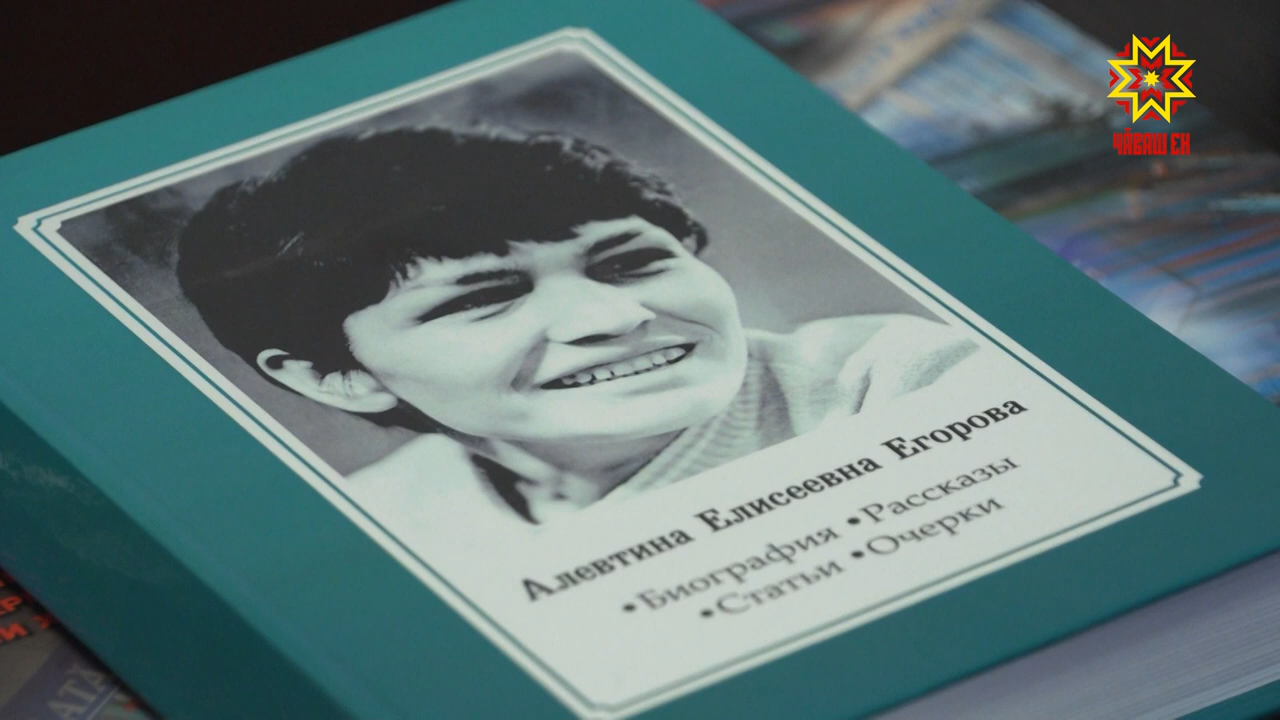 ЧӐВАШ ЕН
Алевтина Елисеевна Егорова
•Биография •Рассказы
•Статьи •Очерки